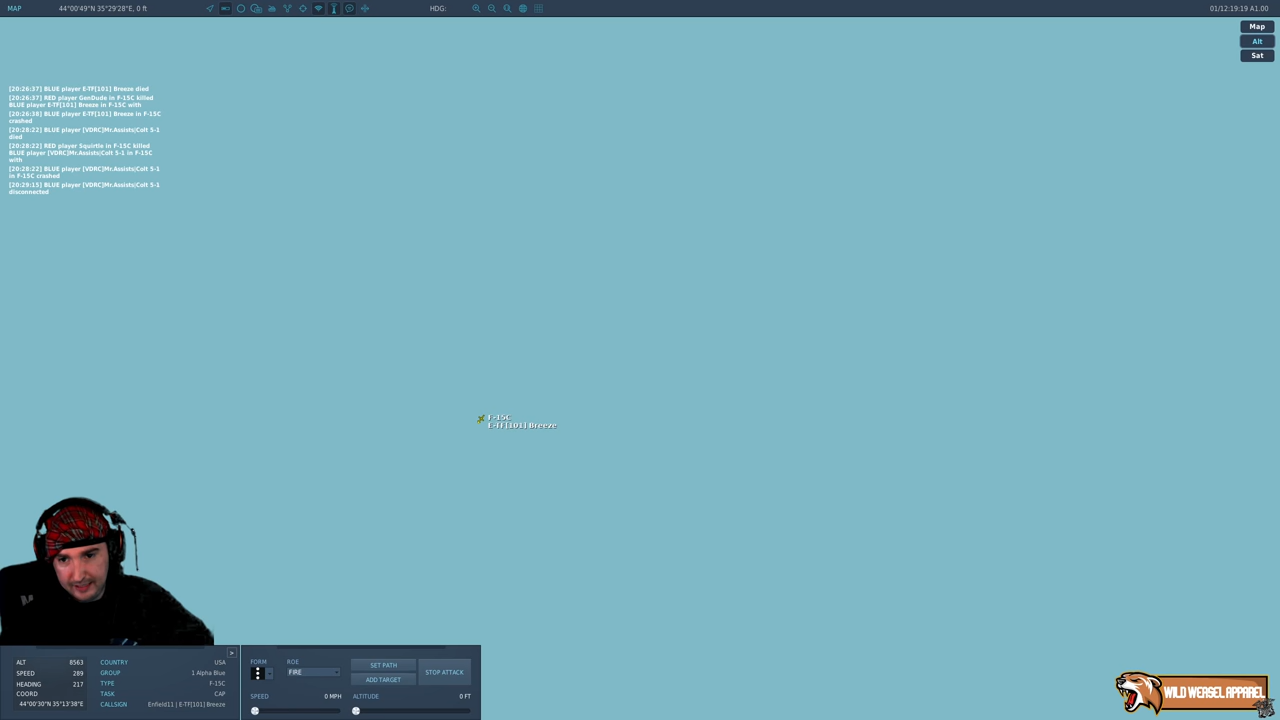 MAP 44°00'49"N 35°29'28"E, 0 ft HDG: 01/12:19:19 A1.00
Map
Alt
Sat
[20:26:37] BLUE player E-TF[101] Breeze died
[20:26:37] RED player GenDude in F-15C killed
BLUE player E-TF[101] Breeze in F-15C with
[20:26:38] BLUE player E-TF[101] Breeze in F-15C
crashed
[20:28:22] BLUE player [VDRC]Mr.Assists|Colt 5-1
died
[20:28:22] RED player Squirtle in F-15C killed
BLUE player [VDRC]Mr.Assists|Colt 5-1 in F-15C
with
[20:28:22] BLUE player [VDRC]Mr.Assists|Colt 5-1
in F-15C crashed
[20:29:15] BLUE player [VDRC]Mr.Assists|Colt 5-1
disconnected
F-15C
E-TF[101] Breeze
>
ALT 8563
SPEED 289
HEADING 217
COORD
44°00'30"N 35°13'38"E
COUNTRY USA
GROUP 1 Alpha Blue
TYPE F-15C
TASK CAP
CALLSIGN Enfield11 | E-TF[101] Breeze
FORM
ROE
FIRE
SET PATH
ADD TARGET
STOP ATTACK
SPEED 0 MPH
ALTITUDE 0 FT
WILD WEASEL APPAREL